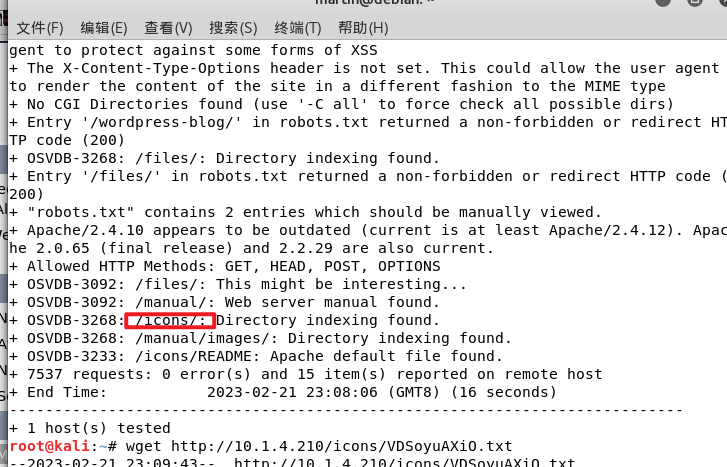 martin@debian: ~
文件(F) 编辑(E) 查看(V) 搜索(S) 终端(T) 帮助(H)
gent to protect against some forms of XSS
+ The X-Content-Type-Options header is not set. This could allow the user agent
to render the content of the site in a different fashion to the MIME type
+ No CGI Directories found (use '-C all' to force check all possible dirs)
+ Entry '/wordpress-blog/' in robots.txt returned a non-forbidden or redirect HT
TP code (200)
+ OSVDB-3268: /files/: Directory indexing found.
+ Entry '/files/' in robots.txt returned a non-forbidden or redirect HTTP code (
200)
+ "robots.txt" contains 2 entries which should be manually viewed.
+ Apache/2.4.10 appears to be outdated (current is at least Apache/2.4.12). Apac
he 2.0.65 (final release) and 2.2.29 are also current.
+ Allowed HTTP Methods: GET, HEAD, POST, OPTIONS
+ OSVDB-3092: /files/: This might be interesting...
+ OSVDB-3092: /manual/: Web server manual found.
+ OSVDB-3268: /icons/: Directory indexing found.
+ OSVDB-3268: /manual/images/: Directory indexing found.
+ OSVDB-3233: /icons/README: Apache default file found.
+ 7537 requests: 0 error(s) and 15 item(s) reported on remote host
+ End Time: 2023-02-21 23:08:06 (GMT8) (16 seconds)
---------------------------------------------------------------------------
+ 1 host(s) tested
root@kali:~# wget http://10.1.4.210/icons/VDSoyuAXiO.txt
--2023-02-21 23:09:43-- http://10.1.4.210/icons/VDSoyuAXiO.txt